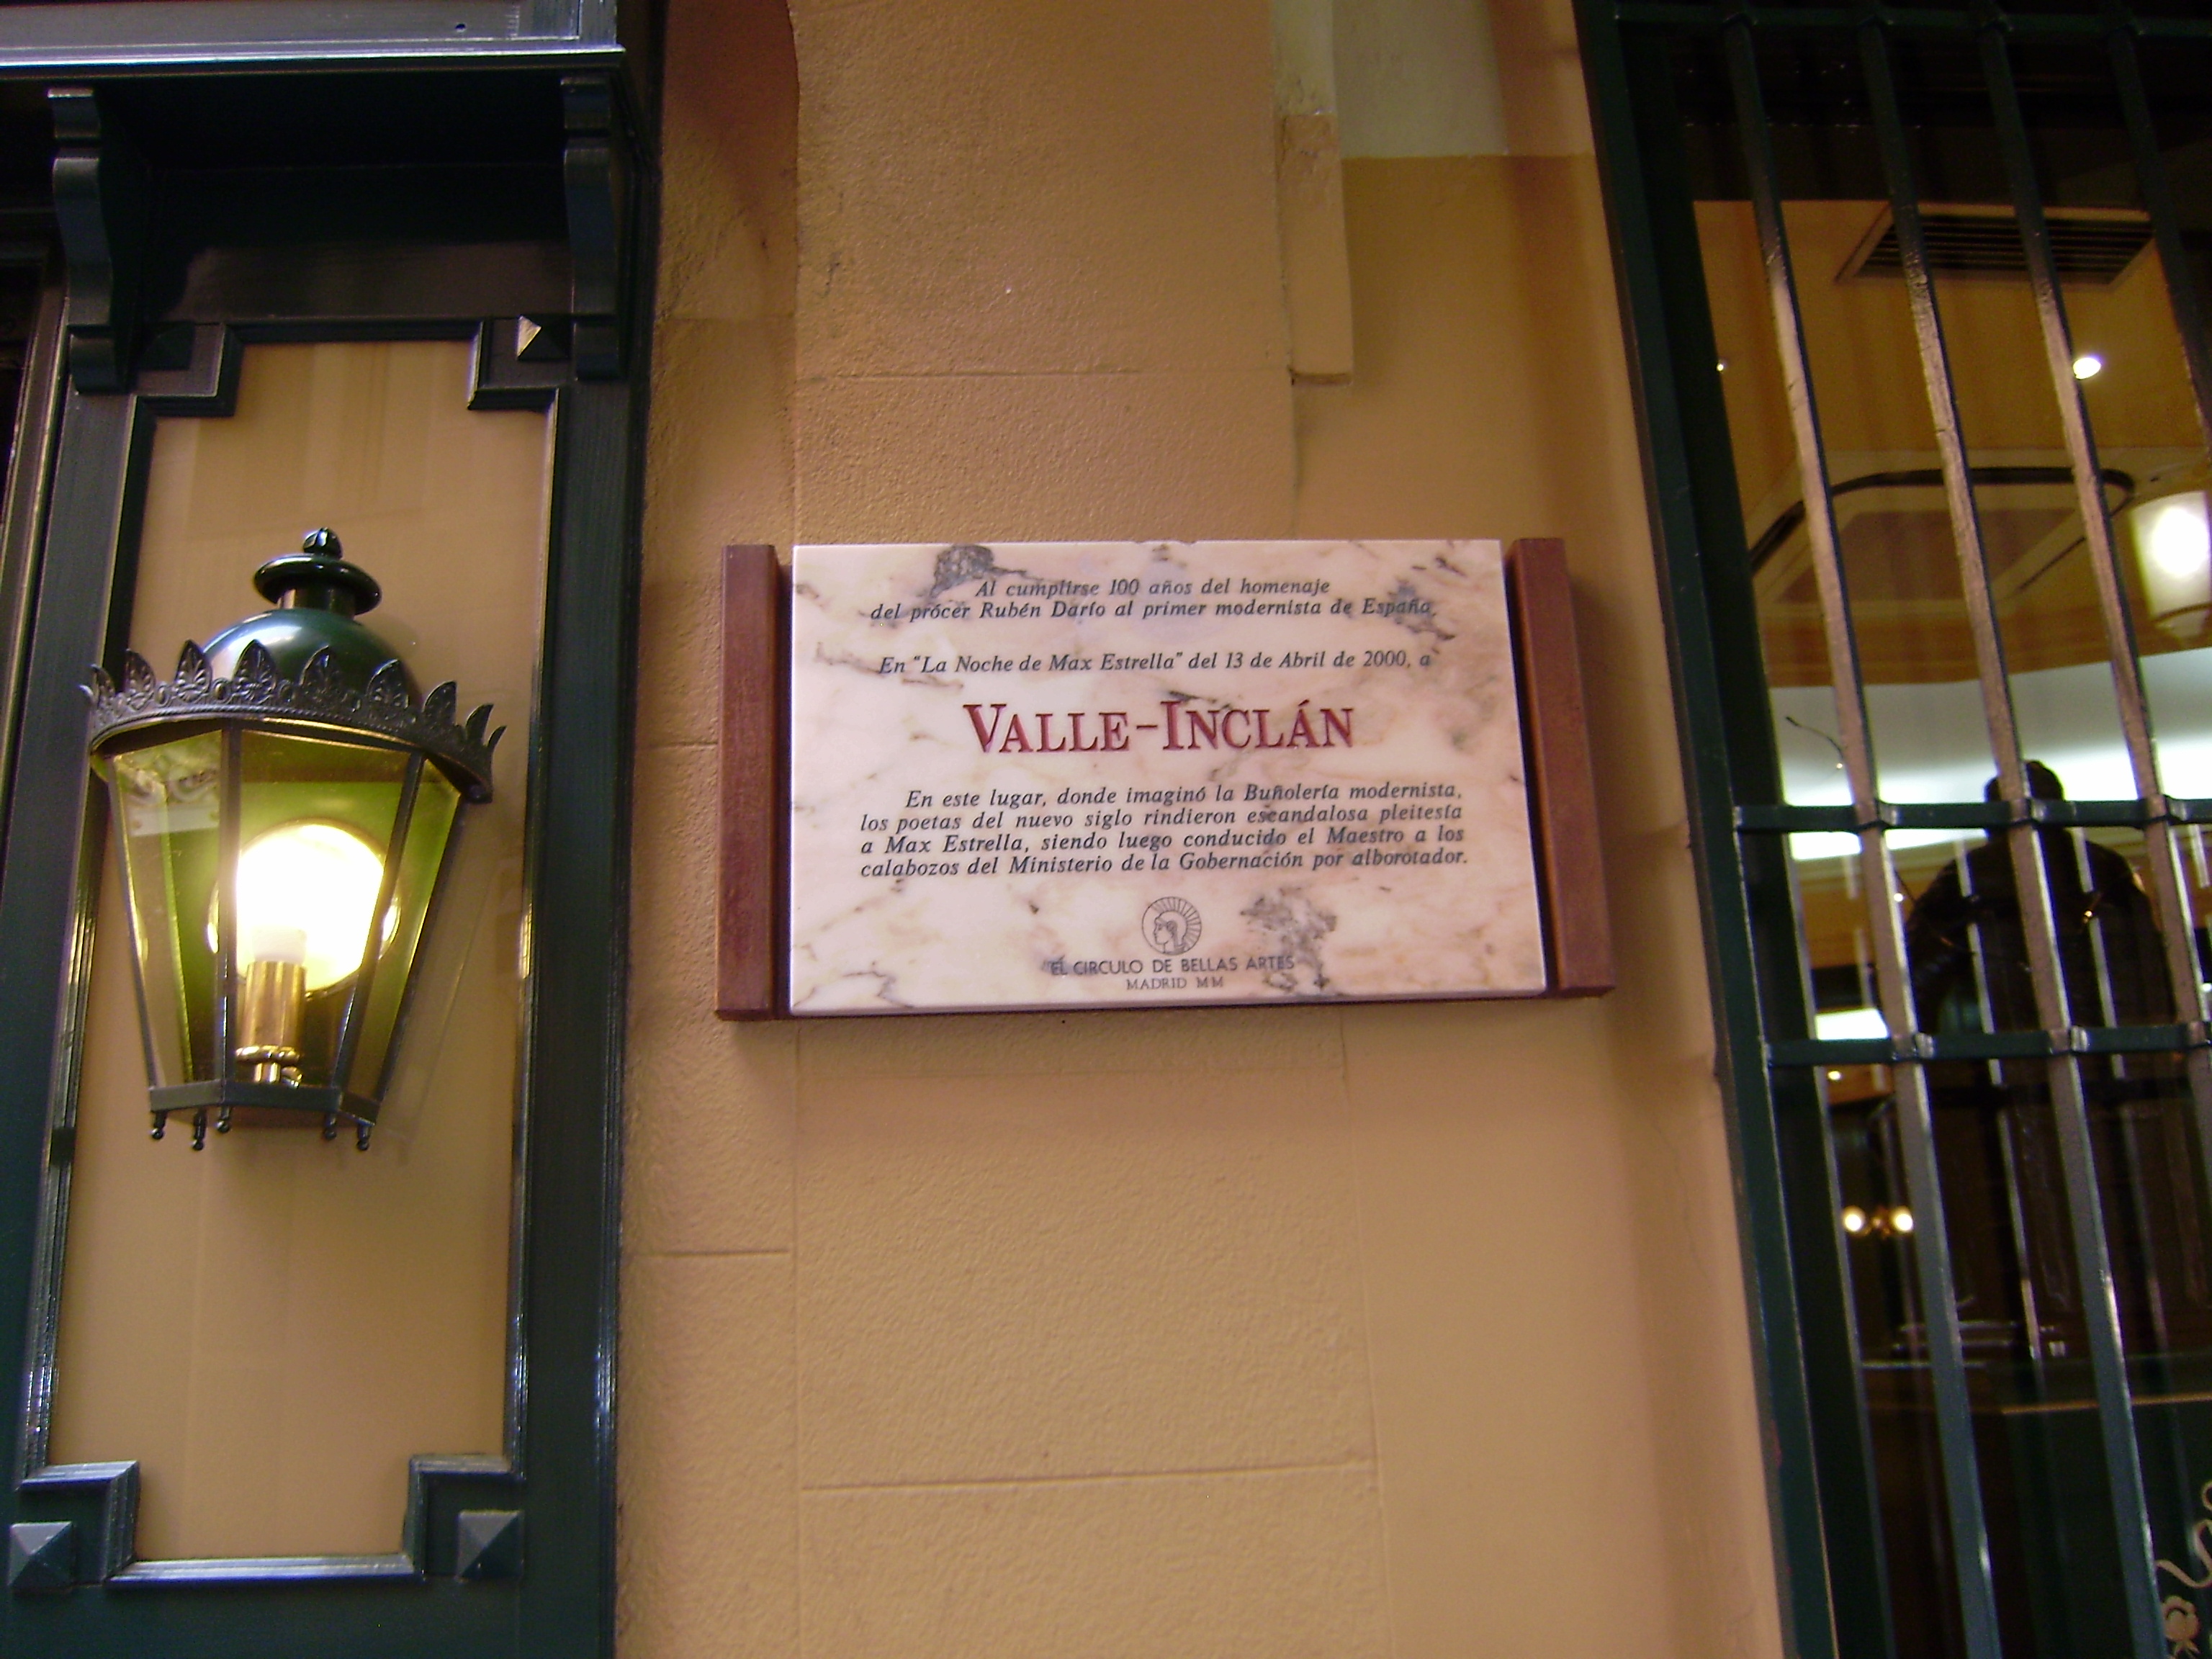 Al cumplirse 100 años del homenaje
del prócer Rubén Darío al primer modernista de España,
En "La Noche de Max Estrella" del 13 de Abril de 2000, a
VALLE-INCLÁN
En este lugar, donde imaginó la Buñolería modernista,
los poetas del nuevo siglo rindieron escandalosa pleitesía
a Max Estrella, siendo luego conducido el Maestro a los
calabozos del Ministerio de la Gobernación por alborotador.
EL CIRCULO DE BELLAS ARTES
MADRID MM